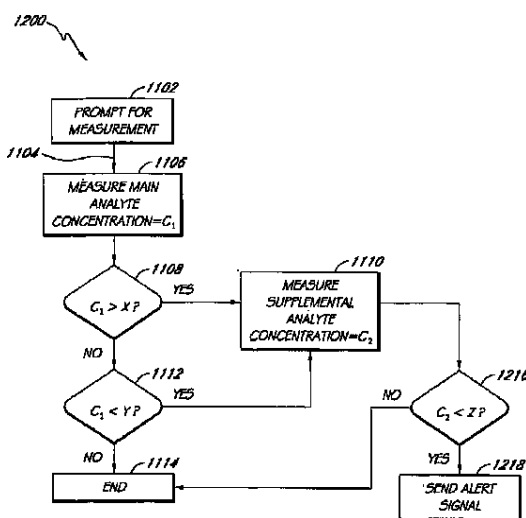 1200
1102
PROMPT FOR
MEASUREMENT
1104
1106
MEASURE MAIN
ANALYTE
CONCENTRATION=C₁
1108
C₁ > X ?
YES
NO
1110
MEASURE
SUPPLEMENTAL
ANALYTE
CONCENTRATION=C₂
1112
C₁ < Y ?
YES
NO
1216
C₂ < Z ?
NO
YES
1114
END
1218
SEND ALERT
SIGNAL